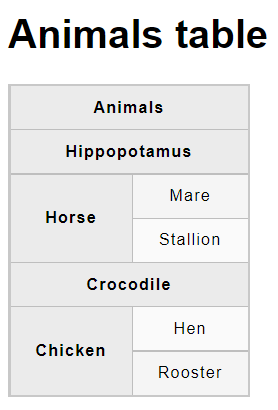 Animals table
Animals
Hippopotamus
Horse
Mare
Stallion
Crocodile
Chicken
Hen
Rooster